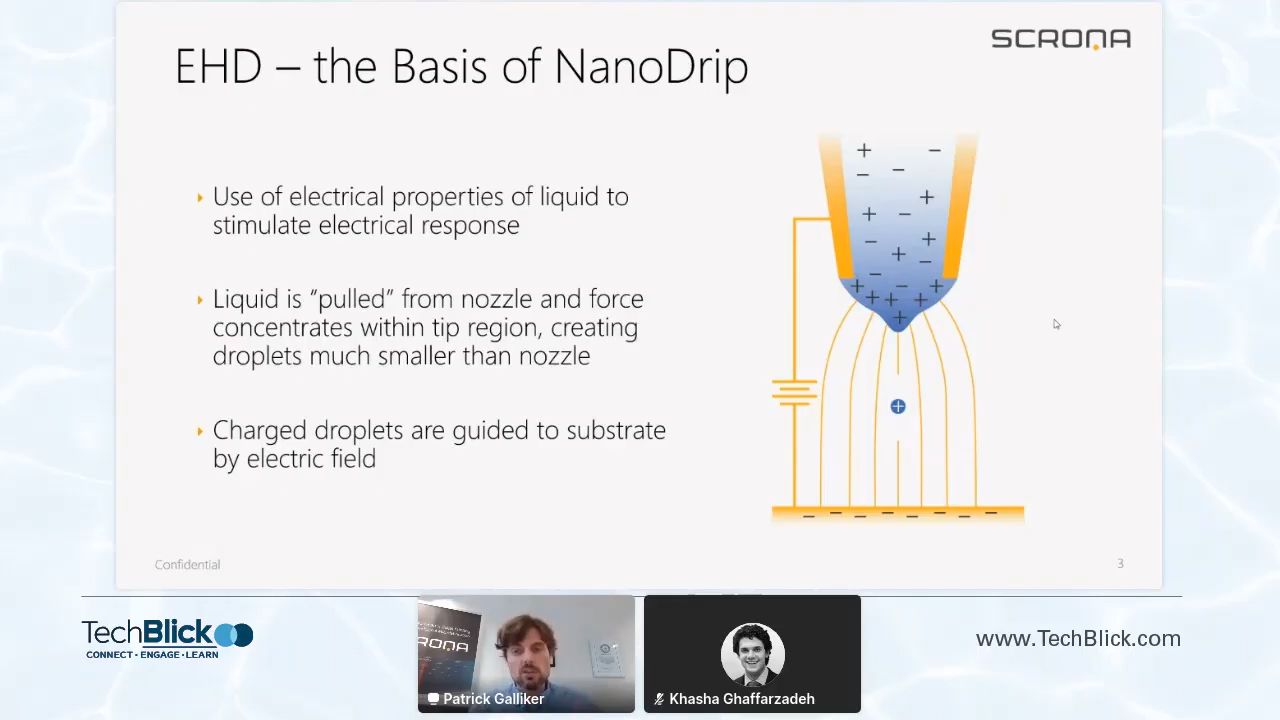 SCRONA
EHD – the Basis of NanoDrip
Use of electrical properties of liquid to
stimulate electrical response
Liquid is “pulled” from nozzle and force
concentrates within tip region, creating
droplets much smaller than nozzle
Charged droplets are guided to substrate
by electric field
Confidential
3
TechBlick
CONNECT · ENGAGE · LEARN
RONA
Patrick Galliker
Khasha Ghaffarzadeh
www.TechBlick.com